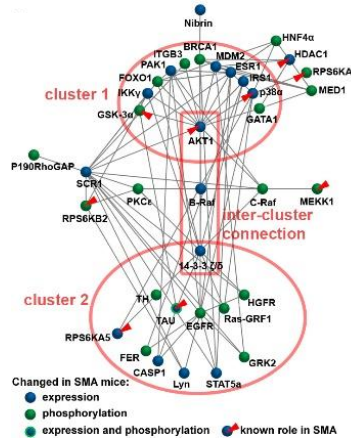 Nibrin
HNF4α
BRCA1
ITGB3
MDM2
HDAC1
PAK1
ESR1
FOXO1
IRS1
RPS6KA
IKKγ
p38α
MED1
cluster 1
GSK-3α
GATA1
AKT1
P190RhoGAP
SCR1
PKCε
B-Raf
C-Raf
MEKK1
RPS6KB2
inter-cluster
connection
14-3-3 ζ/δ
cluster 2
TH
HGFR
TAU
Ras-GRF1
RPS6KA5
EGFR
FER
GRK2
CASP1
Lyn
STAT5a
Changed in SMA mice:
expression
phosphorylation
expression and phosphorylation
known role in SMA